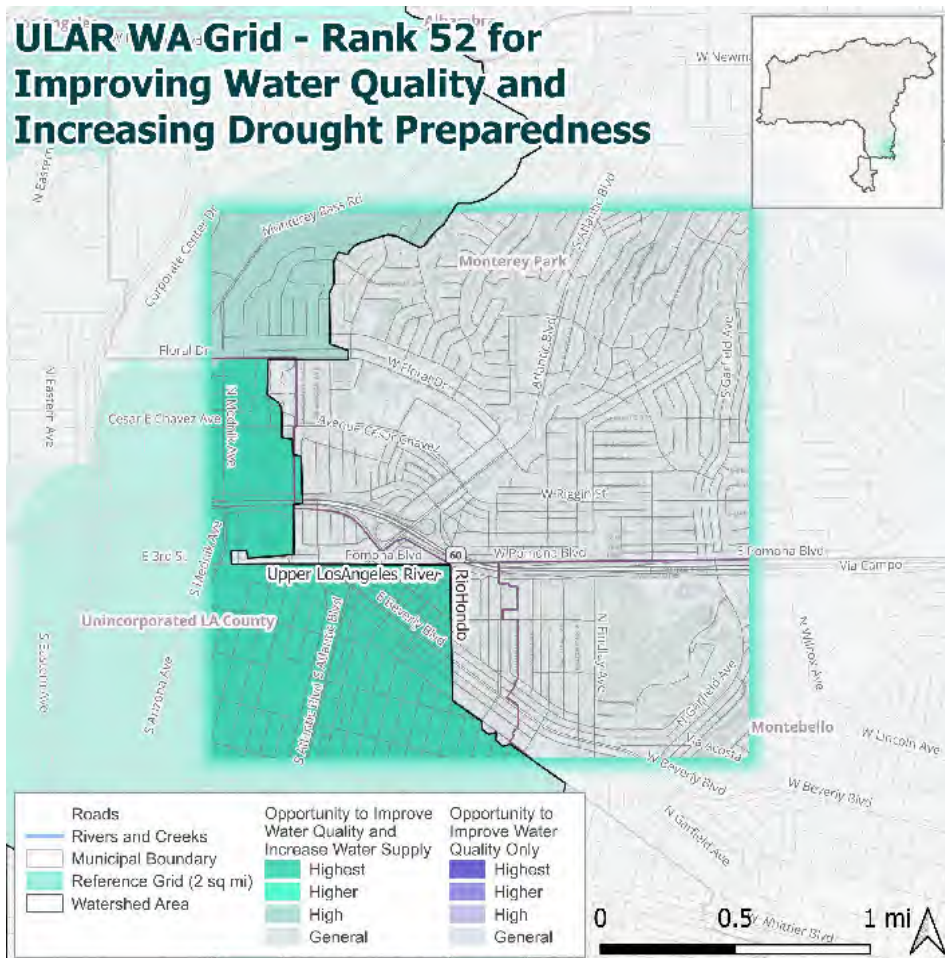 ULAR WA Grid - Rank 52 for
Improving Water Quality and
Increasing Drought Preparedness
Alhambra
W Newm
N Eastern
S Atlantic Blvd
Monterey Pass Rd
Corporate Center Dr
Monterey Park
Floral Dr
W Floral Dr
S Atlantic Blvd
S Garfield Ave
N Eastern Ave
N Mednik Ave
Cesar E Chavez Ave
Avenue Cesar Chavez
W Riggin St
E 3rd St
S Mednik Ave
Pomona Blvd
60
W Pomona Blvd
E Pomona Blvd
Via Campo
Upper LosAngeles River
RioHondo
E Beverly Blvd
Unincorporated LA County
S Eastern Ave
S Arizona Ave
S Atlantic Blvd
S Atlantic Blvd
N Findlay Ave
N Wilcox Ave
N Garfield Ave
Montebello
Via Acosta
W Lincoln Ave
W Beverly Blvd
W Beverly Blvd
N Garfield Ave
W Whittier Blvd
Roads
Rivers and Creeks
Municipal Boundary
Reference Grid (2 sq mi)
Watershed Area
Opportunity to Improve
Water Quality and
Increase Water Supply
Highest
Higher
High
General
Opportunity to
Improve Water
Quality Only
Highest
Higher
High
General
0 0.5 1 mi